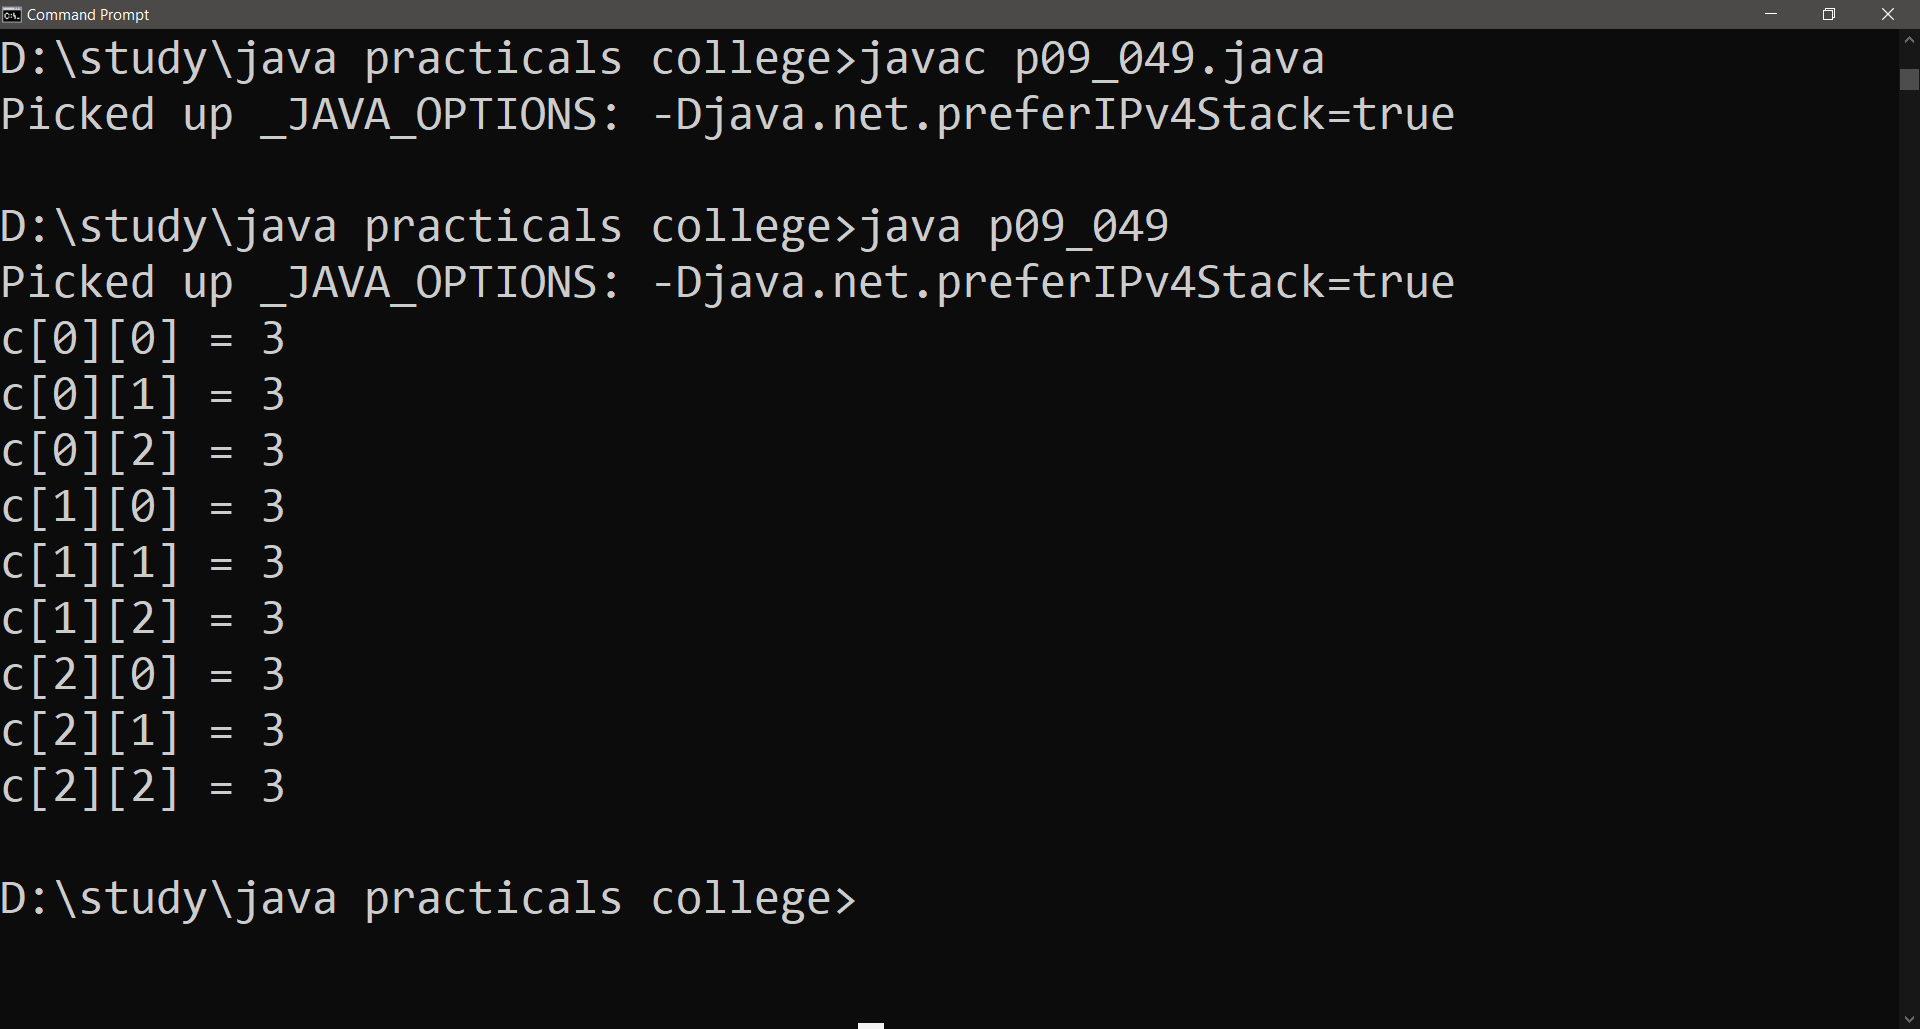 Command Prompt
D:\study\java practicals college>javac p09_049.java
Picked up _JAVA_OPTIONS: -Djava.net.preferIPv4Stack=true
D:\study\java practicals college>java p09_049
Picked up _JAVA_OPTIONS: -Djava.net.preferIPv4Stack=true
c[0][0] = 3
c[0][1] = 3
c[0][2] = 3
c[1][0] = 3
c[1][1] = 3
c[1][2] = 3
c[2][0] = 3
c[2][1] = 3
c[2][2] = 3
D:\study\java practicals college>